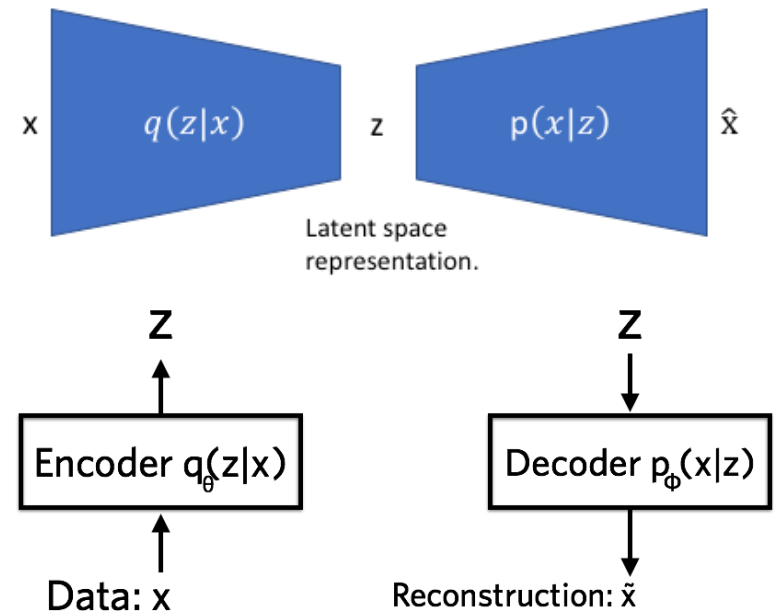 x
q(z|x)
z
p(x|z)
x̂
Latent space
representation.
z
Encoder qθ(z|x)
Data: x
z
Decoder pΦ(x|z)
Reconstruction: x̃